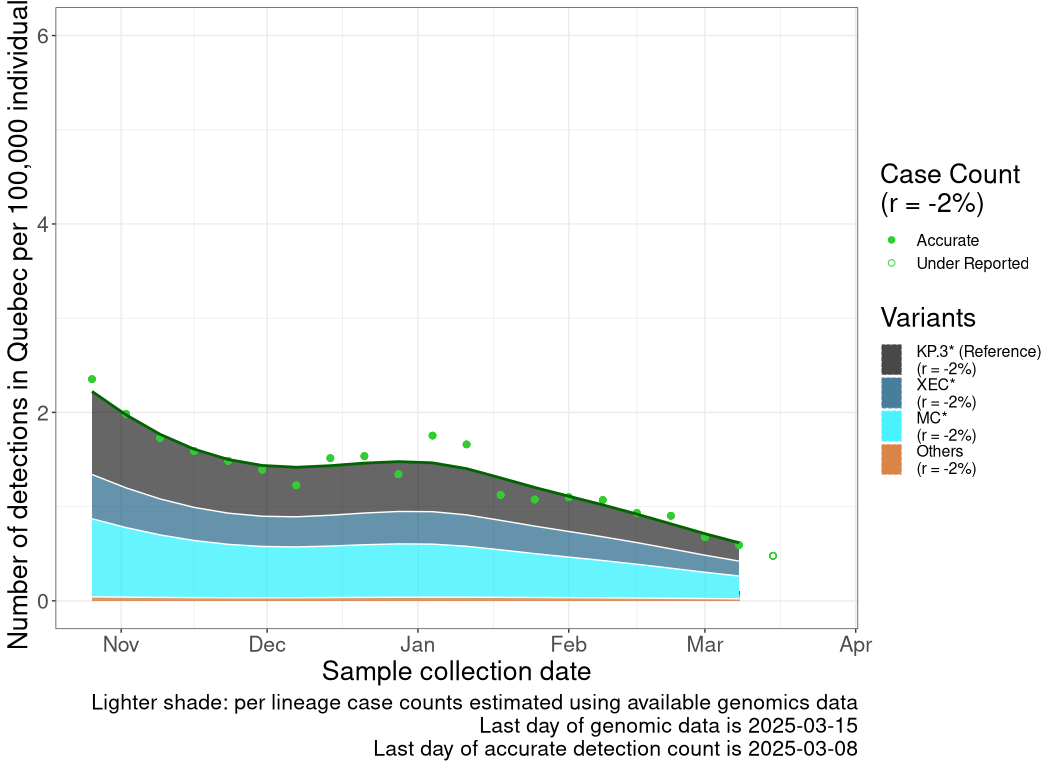 Number of detections in Quebec per 100,000 individual
6
4
2
0
Nov
Dec
Jan
Feb
Mar
Apr
Sample collection date
Lighter shade: per lineage case counts estimated using available genomics data
Last day of genomic data is 2025-03-15
Last day of accurate detection count is 2025-03-08
Case Count
(r = -2%)
Accurate
Under Reported
Variants
KP.3* (Reference)
(r = -2%)
XEC*
(r = -2%)
MC*
(r = -2%)
Others
(r = -2%)